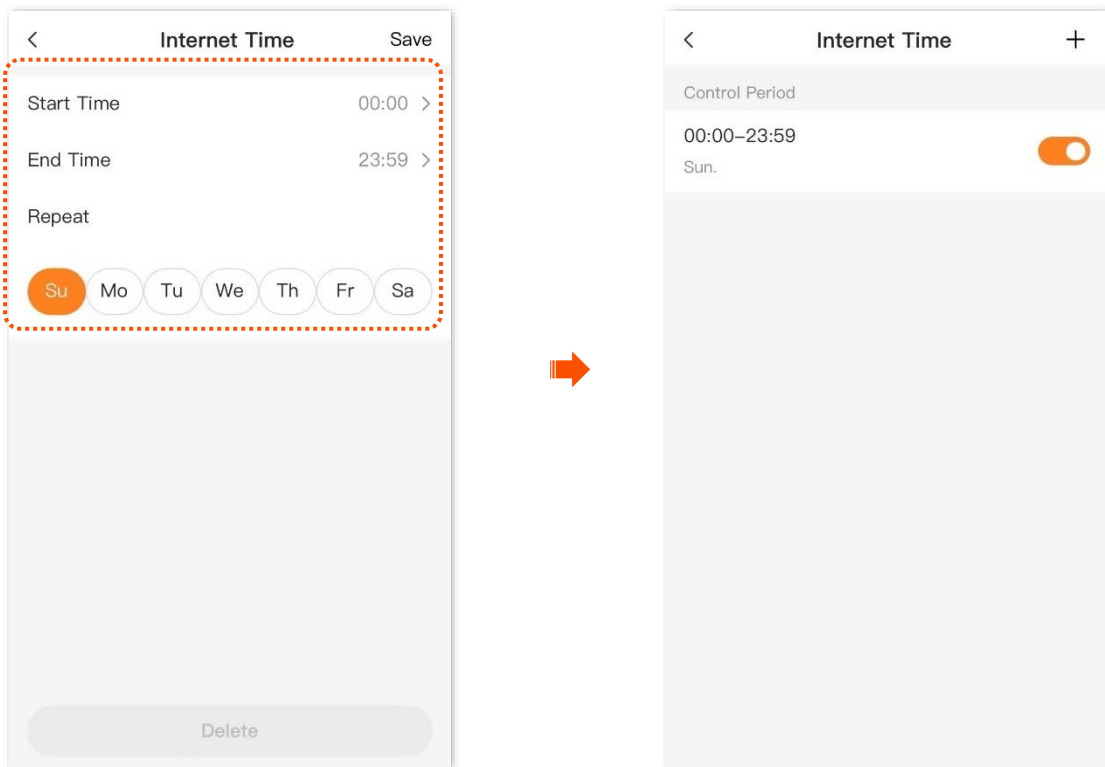 Internet Time Save
Start Time 00:00
End Time 23:59
Repeat
Su Mo Tu We Th Fr Sa
Delete
Internet Time
Control Period
00:00–23:59
Sun.